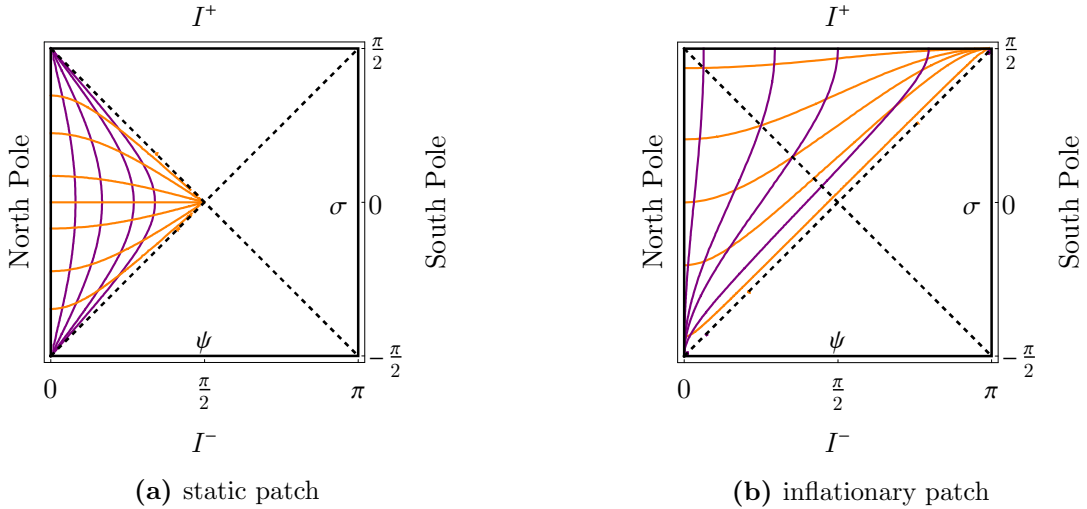 I⁺
π/2
North Pole
σ
0
South Pole
ψ
−π/2
0
π/2
π
I⁻
(a) static patch
I⁺
π/2
North Pole
σ
0
South Pole
ψ
−π/2
0
π/2
π
I⁻
(b) inflationary patch